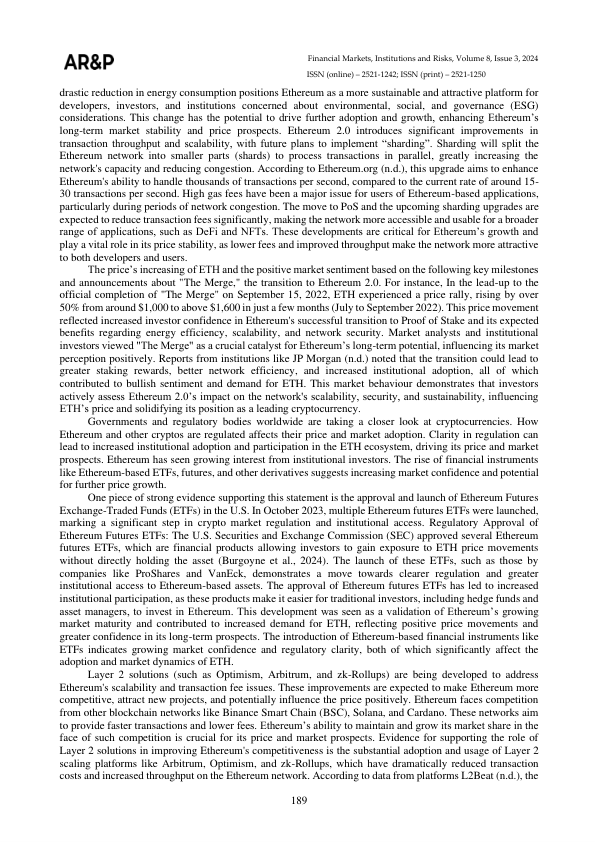 AR&P
Financial Markets, Institutions and Risks, Volume 8, Issue 3, 2024
ISSN (online) – 2521-1242; ISSN (print) – 2521-1250
drastic reduction in energy consumption positions Ethereum as a more sustainable and attractive platform for
developers, investors, and institutions concerned about environmental, social, and governance (ESG)
considerations. This change has the potential to drive further adoption and growth, enhancing Ethereum's
long-term market stability and price prospects. Ethereum 2.0 introduces significant improvements in
transaction throughput and scalability, with future plans to implement “sharding”. Sharding will split the
Ethereum network into smaller parts (shards) to process transactions in parallel, greatly increasing the
network's capacity and reducing congestion. According to Ethereum.org (n.d.), this upgrade aims to enhance
Ethereum's ability to handle thousands of transactions per second, compared to the current rate of around 15-
30 transactions per second. High gas fees have been a major issue for users of Ethereum-based applications,
particularly during periods of network congestion. The move to PoS and the upcoming sharding upgrades are
expected to reduce transaction fees significantly, making the network more accessible and usable for a broader
range of applications, such as DeFi and NFTs. These developments are critical for Ethereum’s growth and
play a vital role in its price stability, as lower fees and improved throughput make the network more attractive
to both developers and users.
The price’s increasing of ETH and the positive market sentiment based on the following key milestones
and announcements about "The Merge," the transition to Ethereum 2.0. For instance, In the lead-up to the
official completion of "The Merge" on September 15, 2022, ETH experienced a price rally, rising by over
50% from around $1,000 to above $1,600 in just a few months (July to September 2022). This price movement
reflected increased investor confidence in Ethereum's successful transition to Proof of Stake and its expected
benefits regarding energy efficiency, scalability, and network security. Market analysts and institutional
investors viewed "The Merge" as a crucial catalyst for Ethereum’s long-term potential, influencing its market
perception positively. Reports from institutions like JP Morgan (n.d.) noted that the transition could lead to
greater staking rewards, better network efficiency, and increased institutional adoption, all of which
contributed to bullish sentiment and demand for ETH. This market behaviour demonstrates that investors
actively assess Ethereum 2.0’s impact on the network's scalability, security, and sustainability, influencing
ETH’s price and solidifying its position as a leading cryptocurrency.
Governments and regulatory bodies worldwide are taking a closer look at cryptocurrencies. How
Ethereum and other cryptos are regulated affects their price and market adoption. Clarity in regulation can
lead to increased institutional adoption and participation in the ETH ecosystem, driving its price and market
prospects. Ethereum has seen growing interest from institutional investors. The rise of financial instruments
like Ethereum-based ETFs, futures, and other derivatives suggests increasing market confidence and potential
for further price growth.
One piece of strong evidence supporting this statement is the approval and launch of Ethereum Futures
Exchange-Traded Funds (ETFs) in the U.S. In October 2023, multiple Ethereum futures ETFs were launched,
marking a significant step in crypto market regulation and institutional access. Regulatory Approval of
Ethereum Futures ETFs: The U.S. Securities and Exchange Commission (SEC) approved several Ethereum
futures ETFs, which are financial products allowing investors to gain exposure to ETH price movements
without directly holding the asset (Burgoyne et al., 2024). The launch of these ETFs, such as those by
companies like ProShares and VanEck, demonstrates a move towards clearer regulation and greater
institutional access to Ethereum-based assets. The approval of Ethereum futures ETFs has led to increased
institutional participation, as these products make it easier for traditional investors, including hedge funds and
asset managers, to invest in Ethereum. This development was seen as a validation of Ethereum’s growing
market maturity and contributed to increased demand for ETH, reflecting positive price movements and
greater confidence in its long-term prospects. The introduction of Ethereum-based financial instruments like
ETFs indicates growing market confidence and regulatory clarity, both of which significantly affect the
adoption and market dynamics of ETH.
Layer 2 solutions (such as Optimism, Arbitrum, and zk-Rollups) are being developed to address
Ethereum's scalability and transaction fee issues. These improvements are expected to make Ethereum more
competitive, attract new projects, and potentially influence the price positively. Ethereum faces competition
from other blockchain networks like Binance Smart Chain (BSC), Solana, and Cardano. These networks aim
to provide faster transactions and lower fees. Ethereum’s ability to maintain and grow its market share in the
face of such competition is crucial for its price and market prospects. Evidence for supporting the role of
Layer 2 solutions in improving Ethereum's competitiveness is the substantial adoption and usage of Layer 2
scaling platforms like Arbitrum, Optimism, and zk-Rollups, which have dramatically reduced transaction
costs and increased throughput on the Ethereum network. According to data from platforms L2Beat (n.d.), the
189